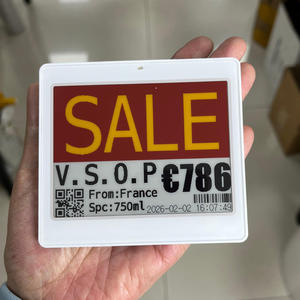 SALE
V.S.O.P €786
From:France
Spc:750ml
2026-02-02 16:07:49